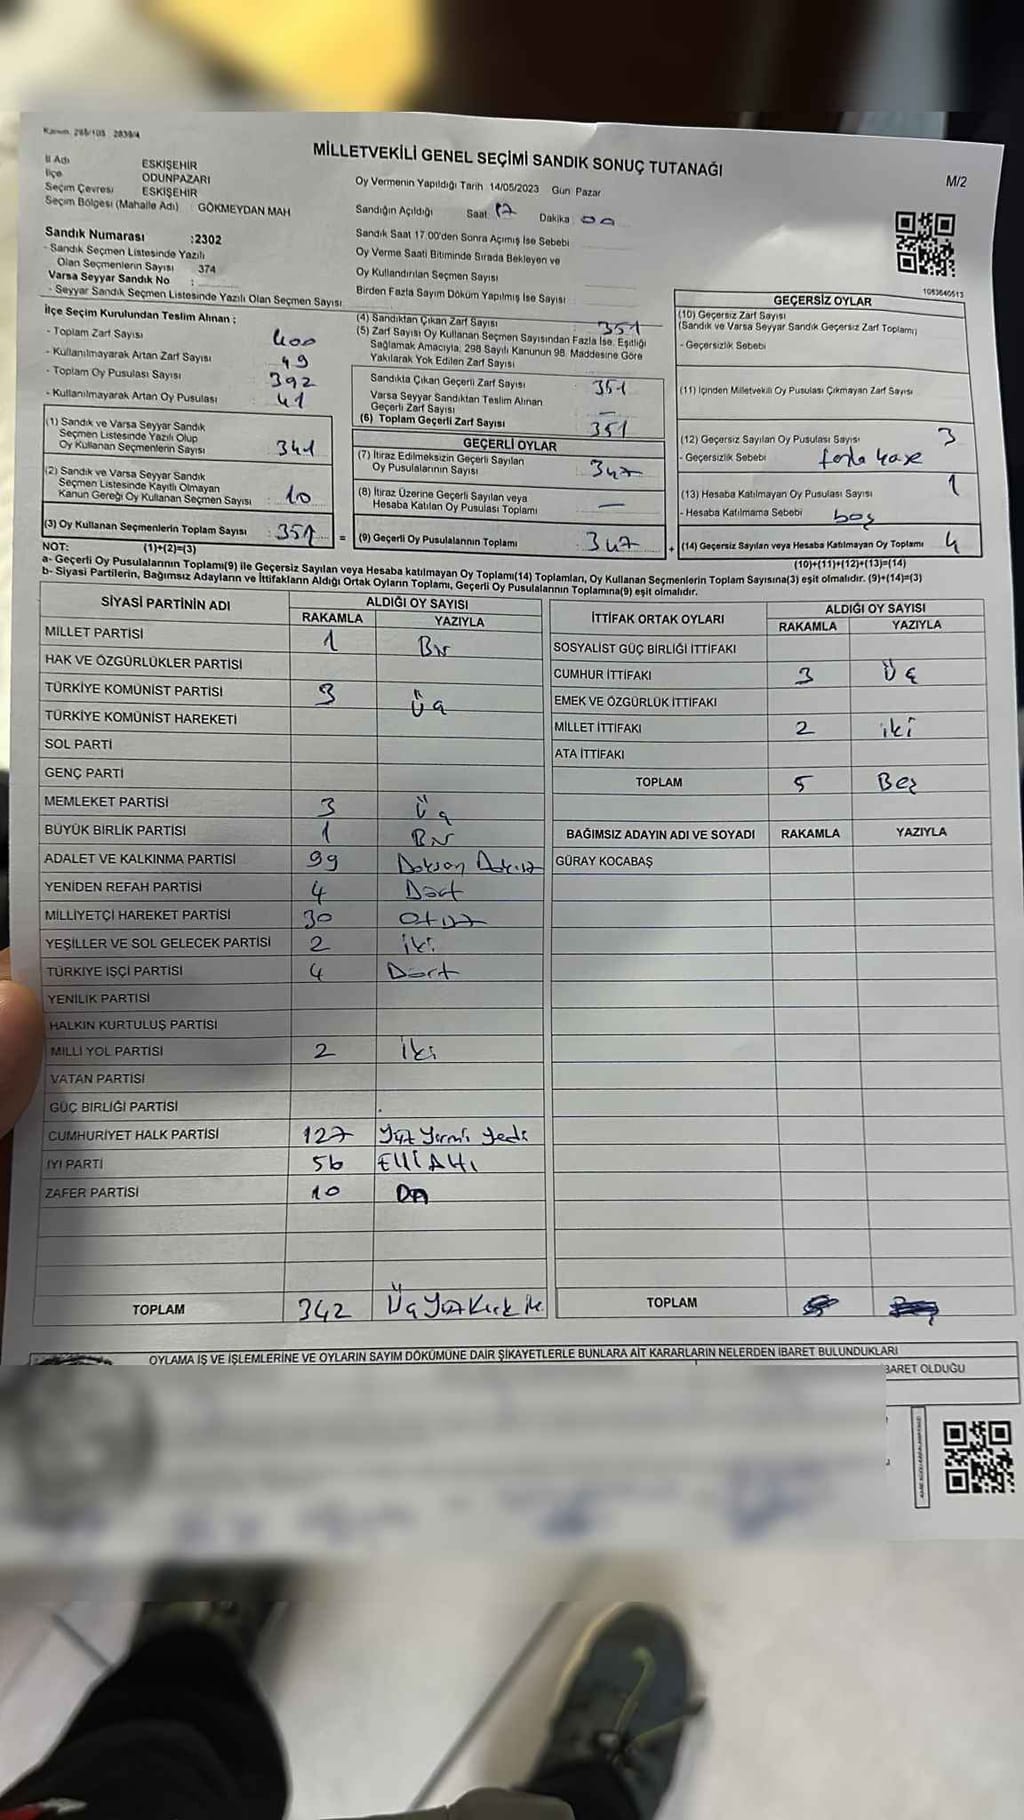 Kanun: 298/105 2839/4
MİLLETVEKİLİ GENEL SEÇİMİ SANDIK SONUÇ TUTANAĞI
M/2
İl Adı ESKİŞEHİR
İlçe ODUNPAZARI
Seçim Çevresi ESKİŞEHİR
Seçim Bölgesi (Mahalle Adı) : GÖKMEYDAN MAH
Oy Vermenin Yapıldığı Tarih 14/05/2023 Gün Pazar
Sandığın Açıldığı Saat 17 Dakika 00
Sandık Saat 17.00'den Sonra Açımış İse Sebebi
Oy Verme Saati Bitiminde Sırada Bekleyen ve
Oy Kullandırılan Seçmen Sayısı
Birden Fazla Sayım Döküm Yapılmış İse Sayısı :
Sandık Numarası :2302
- Sandık Seçmen Listesinde Yazılı
Olan Seçmenlerin Sayısı 374
Varsa Seyyar Sandık No :
- Seyyar Sandık Seçmen Listesinde Yazılı Olan Seçmen Sayısı
1063640513
İlçe Seçim Kurulundan Teslim Alınan ;
- Toplam Zarf Sayısı 400
- Kullanılmayarak Artan Zarf Sayısı 49
- Toplam Oy Pusulası Sayısı 392
- Kullanılmayarak Artan Oy Pusulası 41
(1) Sandık ve Varsa Seyyar Sandık
Seçmen Listesinde Yazılı Olup
Oy Kullanan Seçmenlerin Sayısı 341
(2) Sandık ve Varsa Seyyar Sandık
Seçmen Listesinde Kayıtlı Olmayan
Kanun Gereği Oy Kullanan Seçmen Sayısı 10
(3) Oy Kullanan Seçmenlerin Toplam Sayısı 351 =
(4) Sandıktan Çıkan Zarf Sayısı 351
(5) Zarf Sayısı Oy Kullanan Seçmen Sayısından Fazla İse, Eşitliği
Sağlamak Amacıyla, 298 Sayılı Kanunun 98. Maddesine Göre
Yakılarak Yok Edilen Zarf Sayısı
Sandıkta Çıkan Geçerli Zarf Sayısı 351
Varsa Seyyar Sandıktan Teslim Alınan
Geçerli Zarf Sayısı —
(6) Toplam Geçerli Zarf Sayısı 351
GEÇERLİ OYLAR
(7) İtiraz Edilmeksizin Geçerli Sayılan
Oy Pusulalarının Sayısı 347
(8) İtiraz Üzerine Geçerli Sayılan veya
Hesaba Katılan Oy Pusulası Toplamı —
(9) Geçerli Oy Pusulalarının Toplamı 347 +
GEÇERSİZ OYLAR
(10) Geçersiz Zarf Sayısı
(Sandık ve Varsa Seyyar Sandık Geçersiz Zarf Toplamı)
- Geçersizlik Sebebi
(11) İçinden Milletvekili Oy Pusulası Çıkmayan Zarf Sayısı
(12) Geçersiz Sayılan Oy Pusulası Sayısı 3
- Geçersizlik Sebebi
(13) Hesaba Katılmayan Oy Pusulası Sayısı 1
- Hesaba Katılmama Sebebi boş
(14) Geçersiz Sayılan veya Hesaba Katılmayan Oy Toplamı 4
NOT: (1)+(2)=(3)
(10)+(11)+(12)+(13)=(14)
a- Geçerli Oy Pusulalarının Toplamı(9) ile Geçersiz Sayılan veya Hesaba katılmayan Oy Toplamı(14) Toplamları, Oy Kullanan Seçmenlerin Toplam Sayısına(3) eşit olmalıdır. (9)+(14)=(3)
b- Siyasi Partilerin, Bağımsız Adayların ve İttifakların Aldığı Ortak Oyların Toplamı, Geçerli Oy Pusulalarının Toplamına(9) eşit olmalıdır.
SİYASİ PARTİNİN ADI ALDIĞI OY SAYISI
RAKAMLA YAZIYLA
MİLLET PARTİSİ 1 Bir
HAK VE ÖZGÜRLÜKLER PARTİSİ
TÜRKİYE KOMÜNİST PARTİSİ 3 Üç
TÜRKİYE KOMÜNİST HAREKETİ
SOL PARTİ
GENÇ PARTİ
MEMLEKET PARTİSİ 3 Üç
BÜYÜK BİRLİK PARTİSİ 1 Bir
ADALET VE KALKINMA PARTİSİ 99 Doksan Dokuz
YENİDEN REFAH PARTİSİ 4 Dört
MİLLİYETÇİ HAREKET PARTİSİ 30 Otuz
YEŞİLLER VE SOL GELECEK PARTİSİ 2 iki
TÜRKİYE İŞÇİ PARTİSİ 4 Dört
YENİLİK PARTİSİ
HALKIN KURTULUŞ PARTİSİ
MİLLİ YOL PARTİSİ 2 iki
VATAN PARTİSİ
GÜÇ BİRLİĞİ PARTİSİ
CUMHURİYET HALK PARTİSİ 127 Yüz Yirmi Yedi
İYİ PARTİ 56 Elli Altı
ZAFER PARTİSİ 10 On
TOPLAM 342 Üç Yüz Kırk İki
İTTİFAK ORTAK OYLARI ALDIĞI OY SAYISI
RAKAMLA YAZIYLA
SOSYALİST GÜÇ BİRLİĞİ İTTİFAKI
CUMHUR İTTİFAKI 3 Üç
EMEK VE ÖZGÜRLÜK İTTİFAKI
MİLLET İTTİFAKI 2 iki
ATA İTTİFAKI
TOPLAM 5 Beş
BAĞIMSIZ ADAYIN ADI VE SOYADI RAKAMLA YAZIYLA
GÜRAY KOCABAŞ
TOPLAM
OYLAMA İŞ VE İŞLEMLERİNE VE OYLARIN SAYIM DÖKÜMÜNE DAİR ŞİKAYETLERLE BUNLARA AİT KARARLARIN NELERDEN İBARET BULUNDUKLARI
BARET OLDUĞU